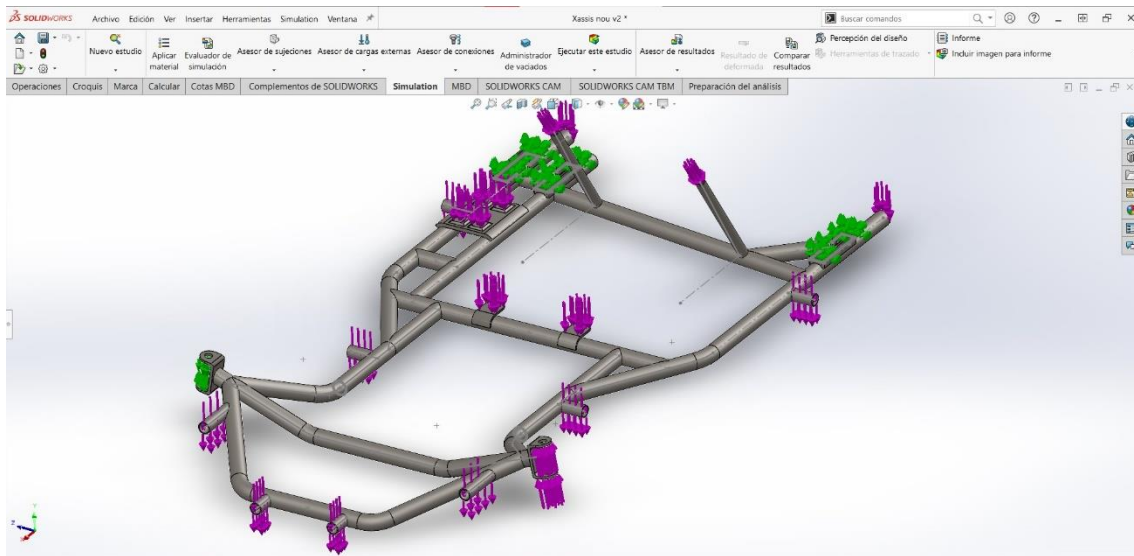 SOLIDWORKS Archivo Edición Ver Insertar Herramientas Simulation Ventana Xassis nou v2 * Buscar comandos
Nuevo estudio
Aplicar material
Evaluador de simulación
Asesor de sujeciones
Asesor de cargas externas
Asesor de conexiones
Administrador de vaciados
Ejecutar este estudio
Asesor de resultados
Resultado de deformada
Comparar resultados
Percepción del diseño
Herramientas de trazado
Informe
Incluir imagen para informe
Operaciones Croquis Marca Calcular Cotas MBD Complementos de SOLIDWORKS Simulation MBD SOLIDWORKS CAM SOLIDWORKS CAM TBM Preparación del análisis